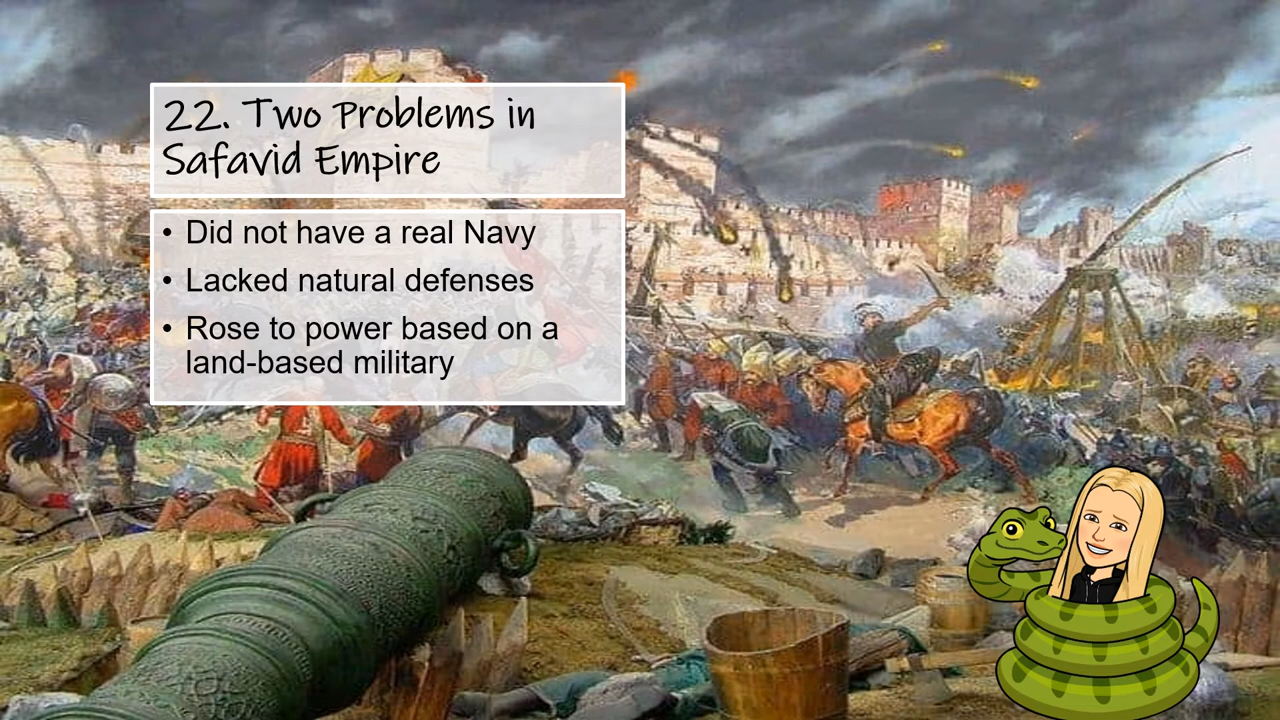 22. Two Problems in
Safavid Empire
• Did not have a real Navy
• Lacked natural defenses
• Rose to power based on a
land-based military